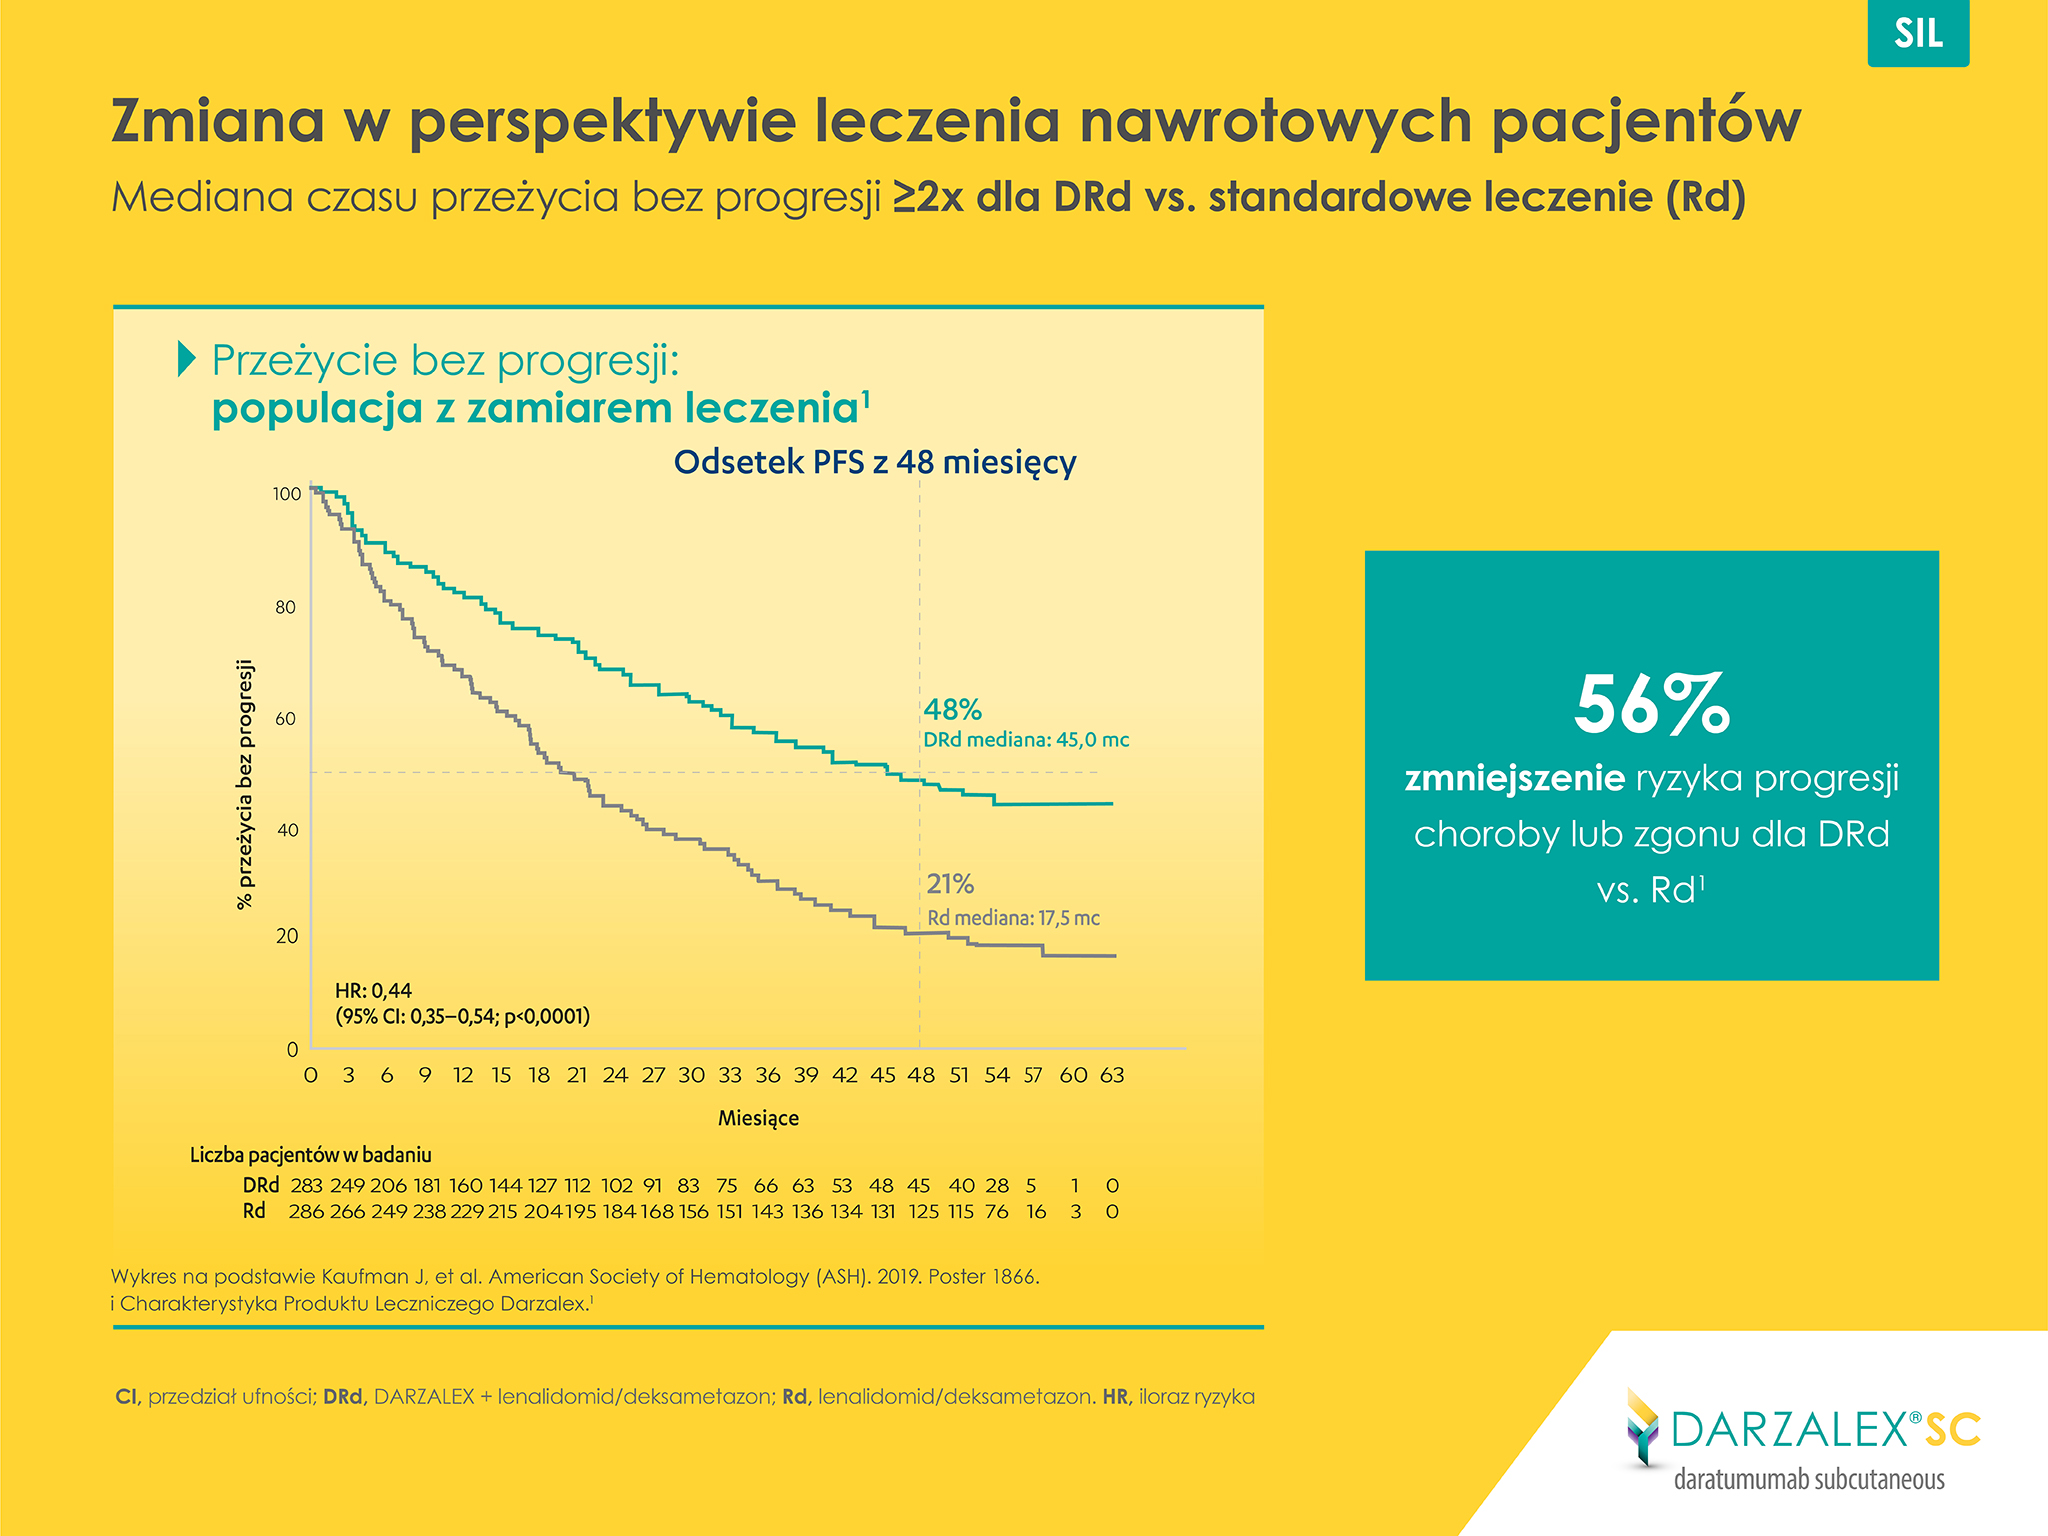 SIL
Zmiana w perspektywie leczenia nawrotowych pacjentów
Mediana czasu przeżycia bez progresji ≥2x dla DRd vs. standardowe leczenie (Rd)
Przeżycie bez progresji:
populacja z zamiarem leczenia¹
Odsetek PFS z 48 miesięcy
% przeżycia bez progresji
100
80
60
40
20
0
48%
DRd mediana: 45,0 mc
21%
Rd mediana: 17,5 mc
HR: 0,44
(95% CI: 0,35–0,54; p<0,0001)
0 3 6 9 12 15 18 21 24 27 30 33 36 39 42 45 48 51 54 57 60 63
Miesiące
Liczba pacjentów w badaniu
DRd 283 249 206 181 160 144 127 112 102 91 83 75 66 63 53 48 45 40 28 5 1 0
Rd 286 266 249 238 229 215 204 195 184 168 156 151 143 136 134 131 125 115 76 16 3 0
Wykres na podstawie Kaufman J, et al. American Society of Hematology (ASH). 2019. Poster 1866.
i Charakterystyka Produktu Leczniczego Darzalex.¹
56%
zmniejszenie ryzyka progresji
choroby lub zgonu dla DRd
vs. Rd¹
CI, przedział ufności; DRd, DARZALEX + lenalidomid/deksametazon; Rd, lenalidomid/deksametazon. HR, iloraz ryzyka
DARZALEX® SC
daratumumab subcutaneous